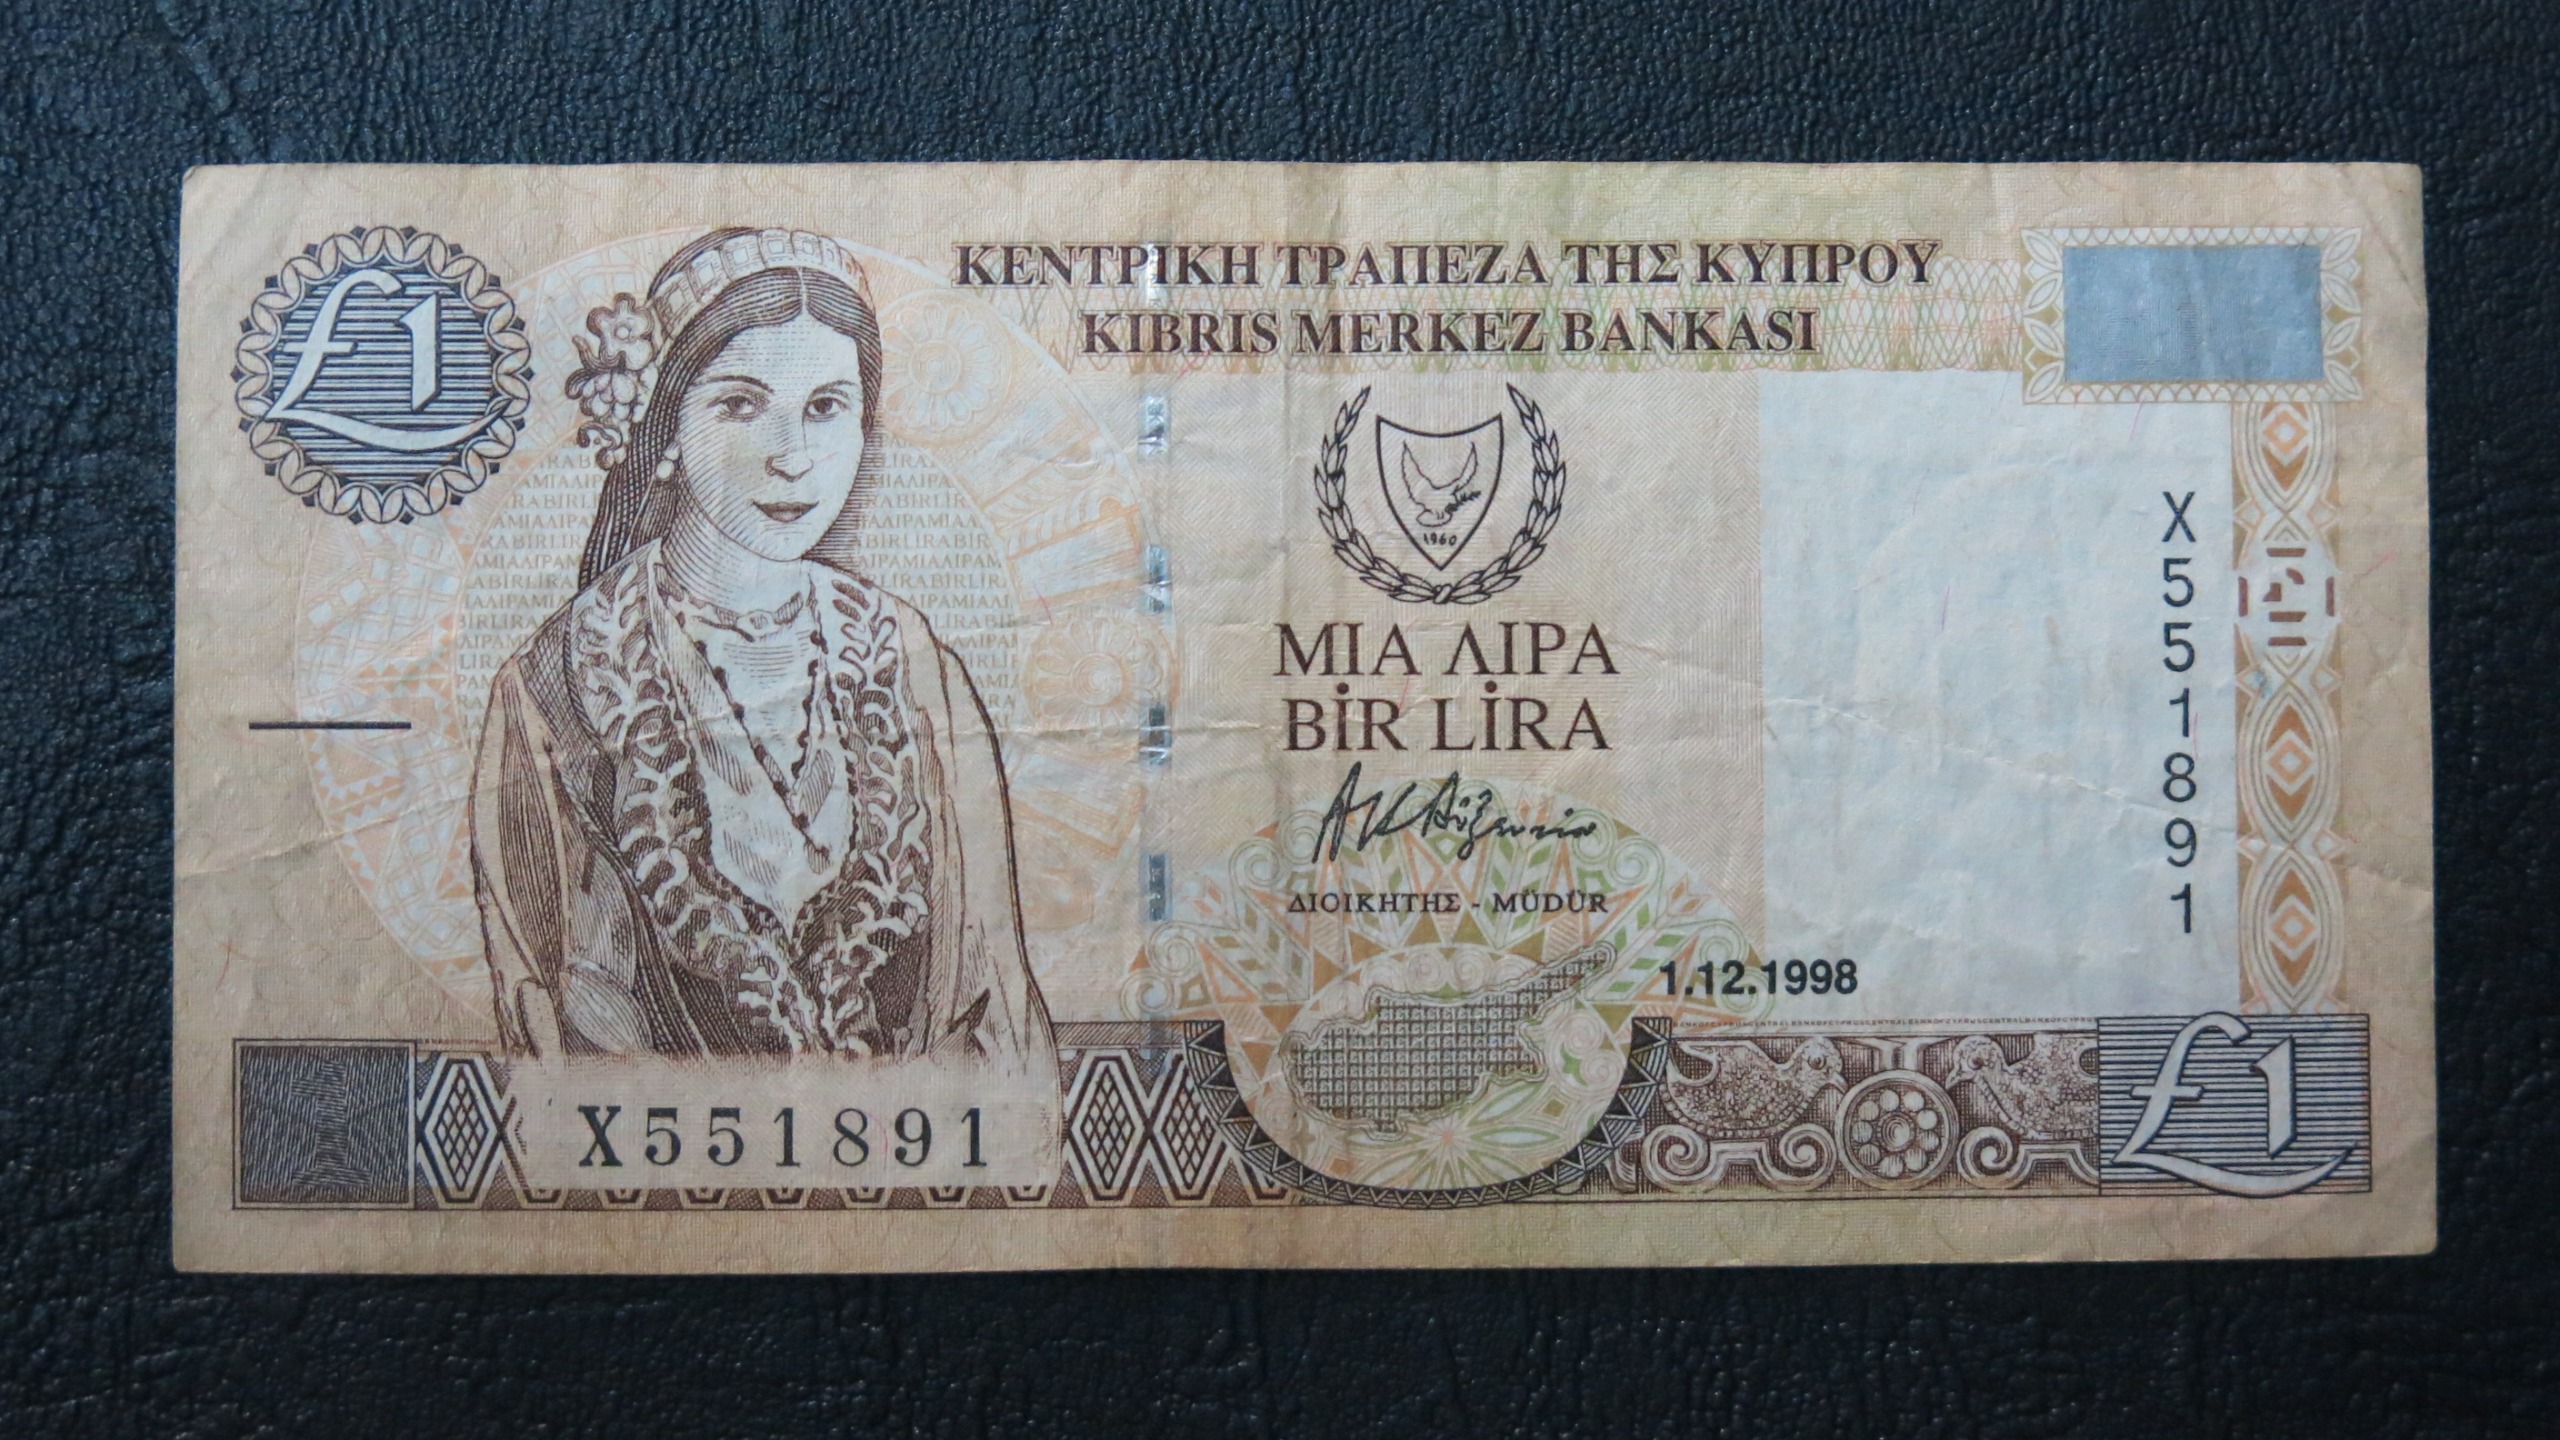 £1
ΚΕΝΤΡΙΚΗ ΤΡΑΠΕΖΑ ΤΗΣ ΚΥΠΡΟΥ
KIBRIS MERKEZ BANKASI
1960
ΜΙΑ ΛΙΡΑ
BİR LİRA
ΔΙΟΙΚΗΤΗΣ - MÜDÜR
1.12.1998
X551891
X551891
1
£1